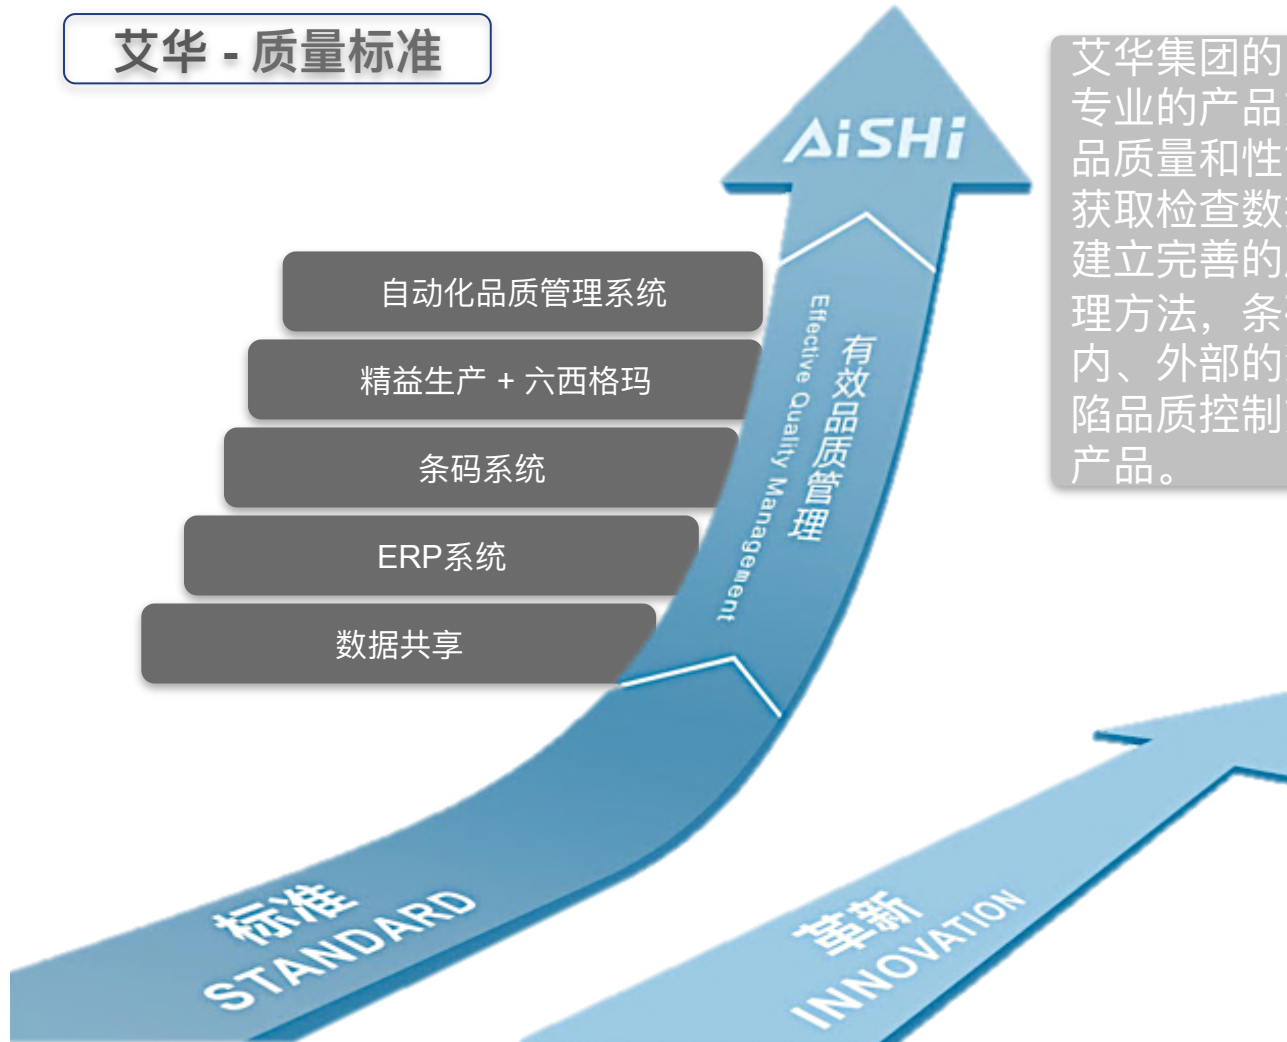 艾华 - 质量标准
AiSHi
艾华集团的
专业的产品
品质量和性
获取检查数
建立完善的
理方法，条
内、外部的
陷品质控制
产品。
自动化品质管理系统
精益生产 + 六西格玛
条码系统
ERP系统
数据共享
有效品质管理
Effective Quality Management
标准
STANDARD
革新
INNOVATION